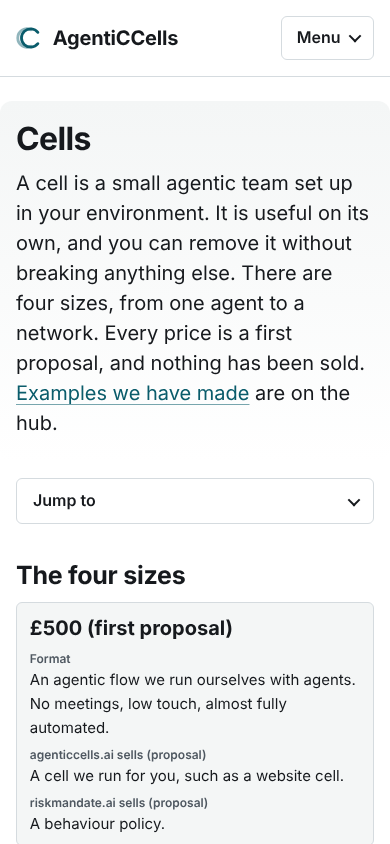 AgentiCCells
Menu
Cells
A cell is a small agentic team set up
in your environment. It is useful on its
own, and you can remove it without
breaking anything else. There are
four sizes, from one agent to a
network. Every price is a first
proposal, and nothing has been sold.
Examples we have made are on the
hub.
Jump to
The four sizes
£500 (first proposal)
Format
An agentic flow we run ourselves with agents.
No meetings, low touch, almost fully
automated.
agenticcells.ai sells (proposal)
A cell we run for you, such as a website cell.
riskmandate.ai sells (proposal)
A behaviour policy.